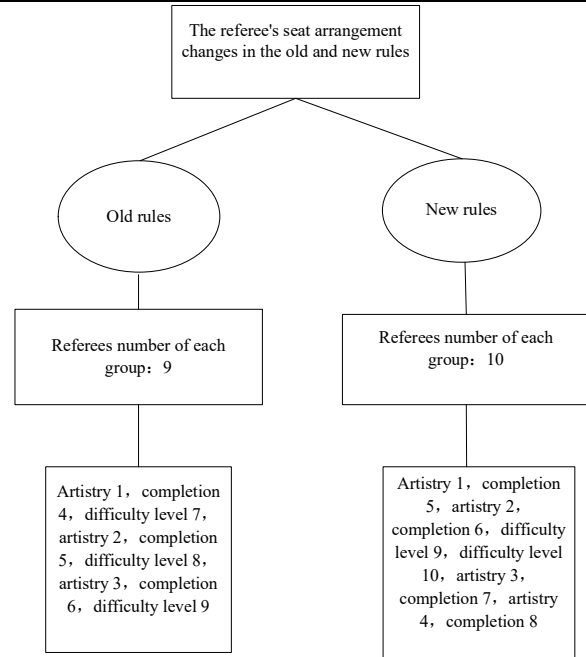 The referee's seat arrangement
changes in the old and new rules
Old rules
New rules
Referees number of each
group：9
Referees number of each
group：10
Artistry 1，completion
4，difficulty level 7，
artistry 2，completion
5，difficulty level 8，
artistry 3，completion
6，difficulty level 9
Artistry 1，completion
5，artistry 2，
completion 6，difficulty
level 9，difficulty level
10，artistry 3，
completion 7，artistry
4，completion 8